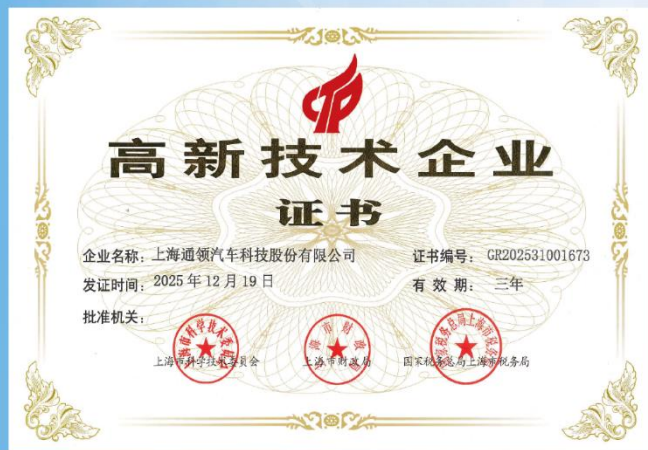 高新技术企业
证书
企业名称：上海通领汽车科技股份有限公司 证书编号：GR202531001673
发证时间：2025年12月19日 有效期：三年
批准机关：
上海市科学技术委员会 上海市财政局 国家税务总局上海市税务局